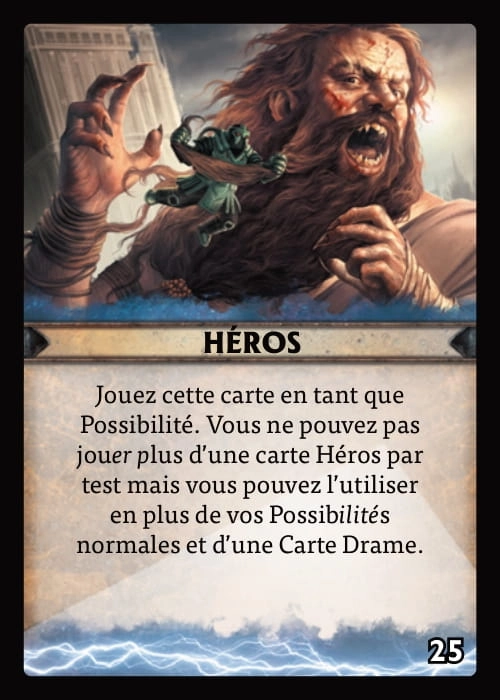 HÉROS
Jouez cette carte en tant que
Possibilité. Vous ne pouvez pas
jouer plus d’une carte Héros par
test mais vous pouvez l’utiliser
en plus de vos Possibilités
normales et d’une Carte Drame.
25